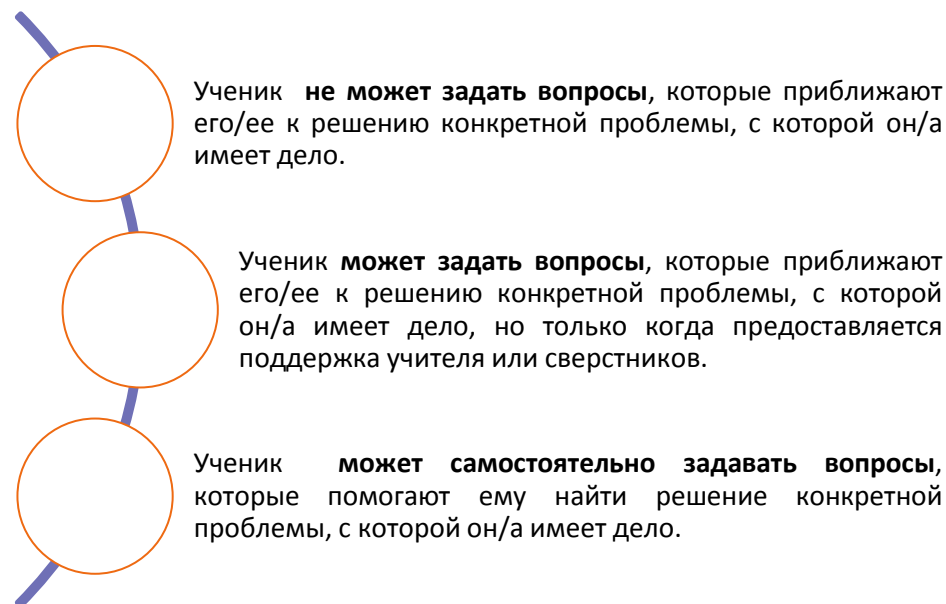 Ученик не может задать вопросы, которые приближают
его/ее к решению конкретной проблемы, с которой он/а
имеет дело.
Ученик может задать вопросы, которые приближают
его/ее к решению конкретной проблемы, с которой
он/а имеет дело, но только когда предоставляется
поддержка учителя или сверстников.
Ученик может самостоятельно задавать вопросы,
которые помогают ему найти решение конкретной
проблемы, с которой он/а имеет дело.